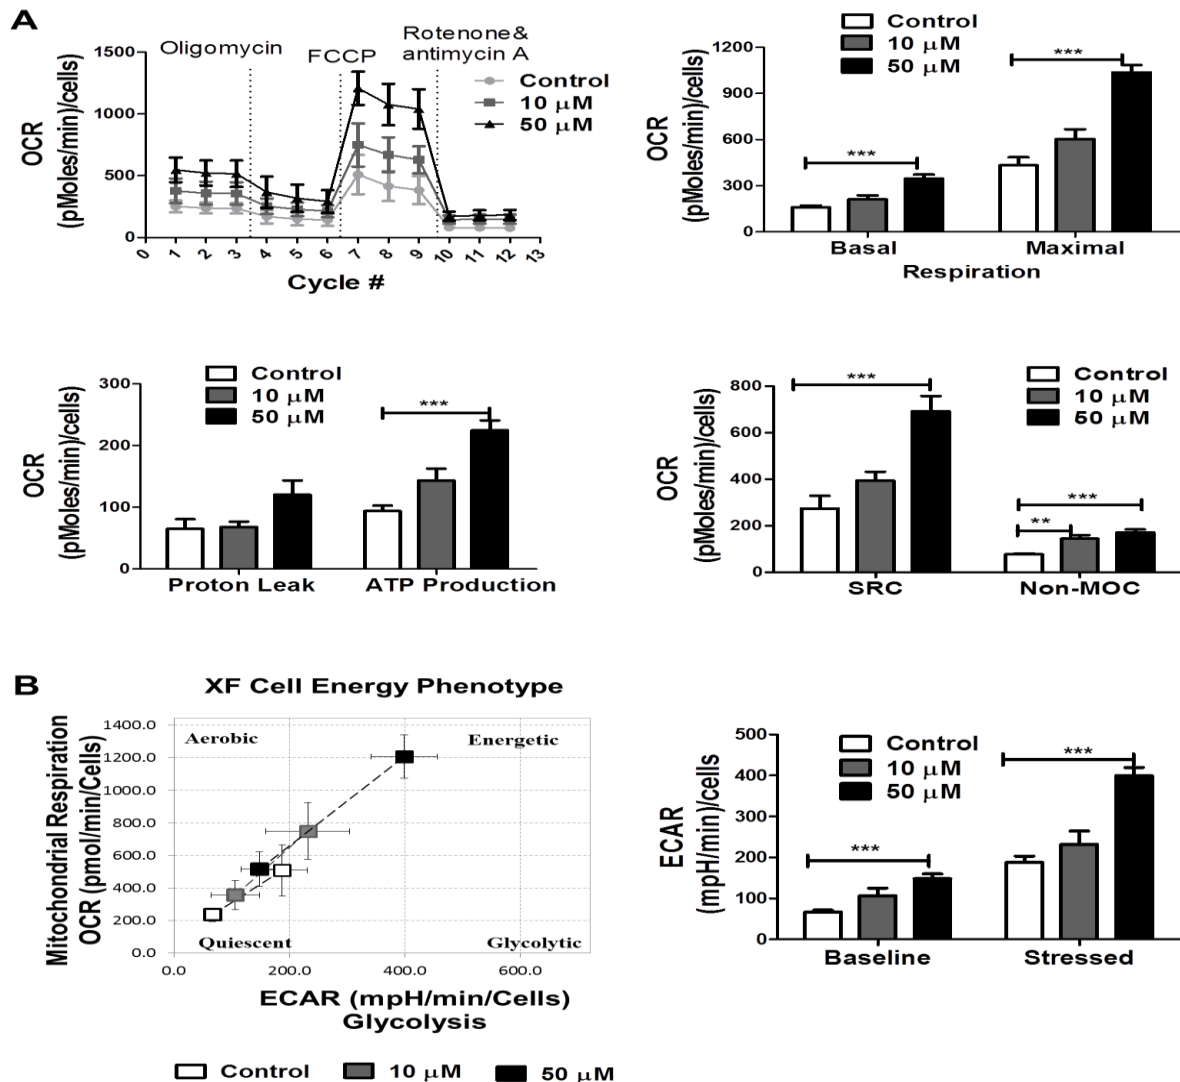 A
Oligomycin
FCCP
Rotenone&
antimycin A
Control
10 µM
50 µM
OCR
(pMoles/min)/cells)
1500
1000
500
0
0 1 2 3 4 5 6 7 8 9 10 11 12 13
Cycle #
Control
10 µM
50 µM
OCR
(pMoles/min)/cells)
1200
900
600
300
0
***
***
Basal Maximal
Respiration
Control
10 µM
50 µM
OCR
(pMoles/min)/cells)
300
200
100
0
***
Proton Leak ATP Production
Control
10 µM
50 µM
OCR
(pMoles/min)/cells)
800
600
400
200
0
***
**
***
SRC Non-MOC
B
XF Cell Energy Phenotype
Mitochondrial Respiration
OCR (pmol/min/Cells)
1400.0
1200.0
1000.0
800.0
600.0
400.0
200.0
0.0
Aerobic Energetic
Quiescent Glycolytic
0.0 200.0 400.0 600.0
ECAR (mpH/min/Cells)
Glycolysis
Control 10 µM 50 µM
Control
10 µM
50 µM
ECAR
(mpH/min)/cells
500
400
300
200
100
0
***
***
Baseline Stressed